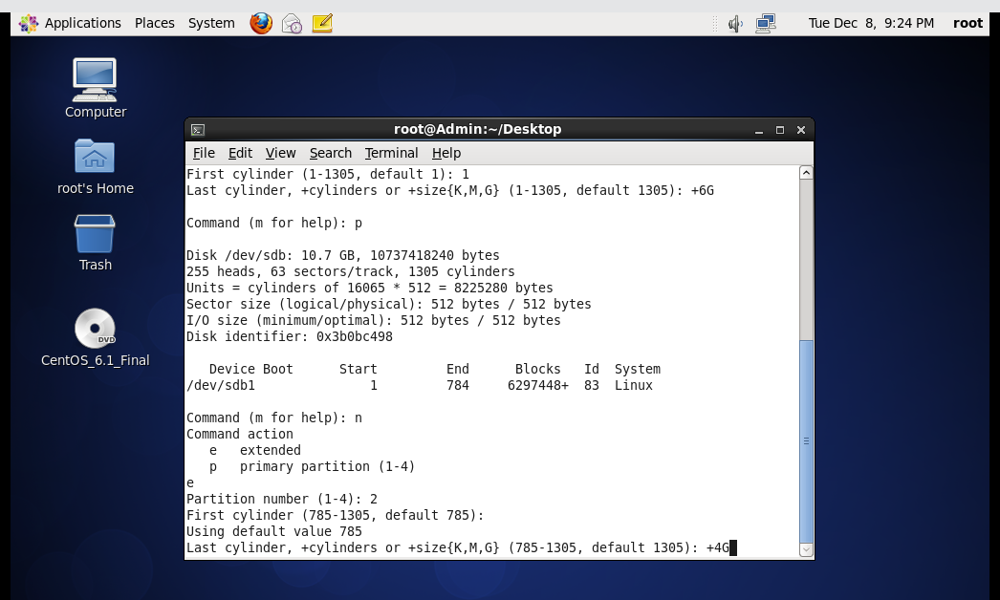 Applications Places System Tue Dec 8, 9:24 PM root
Computer
root's Home
Trash
DVD
CentOS_6.1_Final
root@Admin:~/Desktop
File Edit View Search Terminal Help
First cylinder (1-1305, default 1): 1
Last cylinder, +cylinders or +size{K,M,G} (1-1305, default 1305): +6G
Command (m for help): p
Disk /dev/sdb: 10.7 GB, 10737418240 bytes
255 heads, 63 sectors/track, 1305 cylinders
Units = cylinders of 16065 * 512 = 8225280 bytes
Sector size (logical/physical): 512 bytes / 512 bytes
I/O size (minimum/optimal): 512 bytes / 512 bytes
Disk identifier: 0x3b0bc498
Device Boot Start End Blocks Id System
/dev/sdb1 1 784 6297448+ 83 Linux
Command (m for help): n
Command action
e extended
p primary partition (1-4)
e
Partition number (1-4): 2
First cylinder (785-1305, default 785):
Using default value 785
Last cylinder, +cylinders or +size{K,M,G} (785-1305, default 1305): +4G